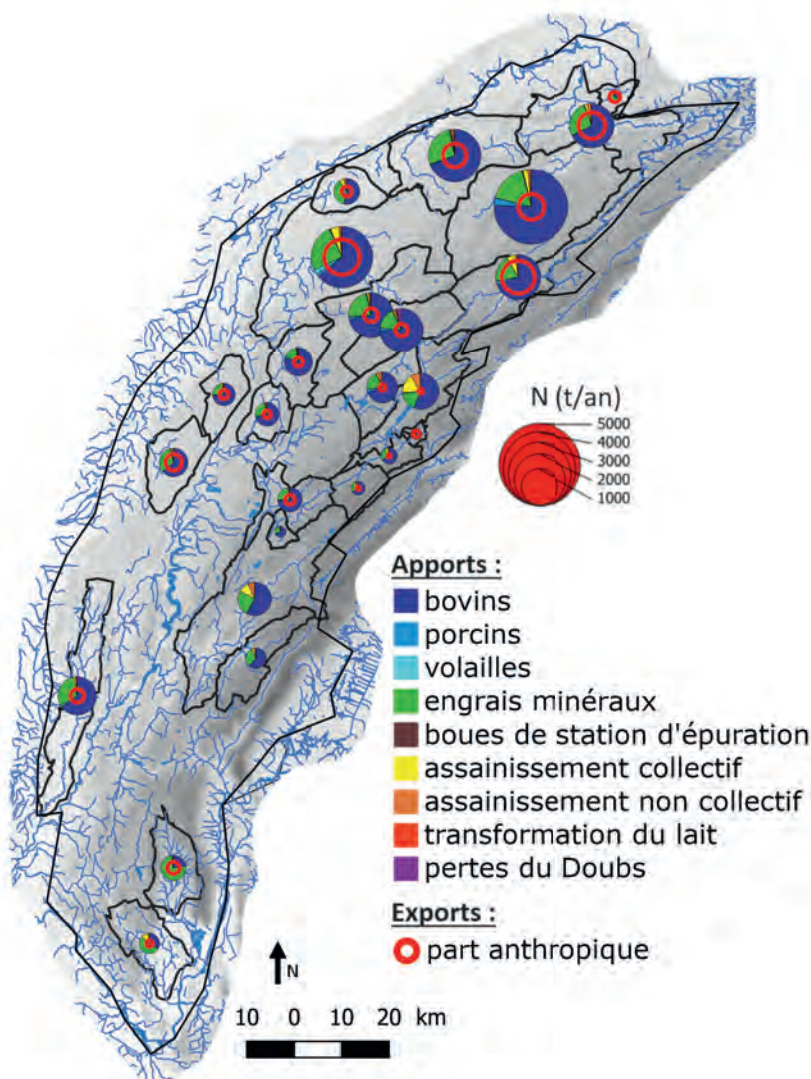 N (t/an)
5000
4000
3000
2000
1000
Apports :
bovins
porcins
volailles
engrais minéraux
boues de station d'épuration
assainissement collectif
assainissement non collectif
transformation du lait
pertes du Doubs
Exports :
part anthropique
N
10 0 10 20 km